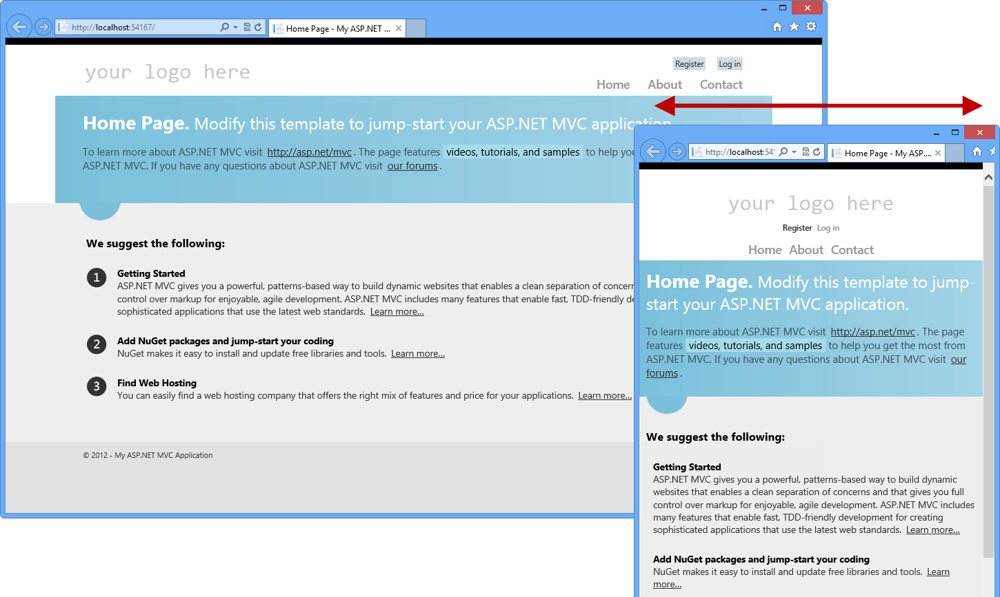 http://localhost:54167/
Home Page - My ASP.NET ...
your logo here
Register Log in
Home About Contact
Home Page. Modify this template to jump-start your ASP.NET MVC application.
To learn more about ASP.NET MVC visit http://asp.net/mvc . The page features videos, tutorials, and samples to help you
ASP.NET MVC. If you have any questions about ASP.NET MVC visit our forums .
We suggest the following:
1 Getting Started
ASP.NET MVC gives you a powerful, patterns-based way to build dynamic websites that enables a clean separation of concern
control over markup for enjoyable, agile development. ASP.NET MVC includes many features that enable fast, TDD-friendly de
sophisticated applications that use the latest web standards. Learn more...
2 Add NuGet packages and jump-start your coding
NuGet makes it easy to install and update free libraries and tools. Learn more...
3 Find Web Hosting
You can easily find a web hosting company that offers the right mix of features and price for your applications. Learn more...
© 2012 - My ASP.NET MVC Application
http://localhost:541
Home Page - My ASP....
your logo here
Register Log in
Home About Contact
Home Page. Modify this template to jump-
start your ASP.NET MVC application.
To learn more about ASP.NET MVC visit http://asp.net/mvc . The page
features videos, tutorials, and samples to help you get the most from
ASP.NET MVC. If you have any questions about ASP.NET MVC visit our
forums .
We suggest the following:
Getting Started
ASP.NET MVC gives you a powerful, patterns-based way to build dynamic
websites that enables a clean separation of concerns and that gives you full
control over markup for enjoyable, agile development. ASP.NET MVC includes
many features that enable fast, TDD-friendly development for creating
sophisticated applications that use the latest web standards. Learn more...
Add NuGet packages and jump-start your coding
NuGet makes it easy to install and update free libraries and tools. Learn
more...